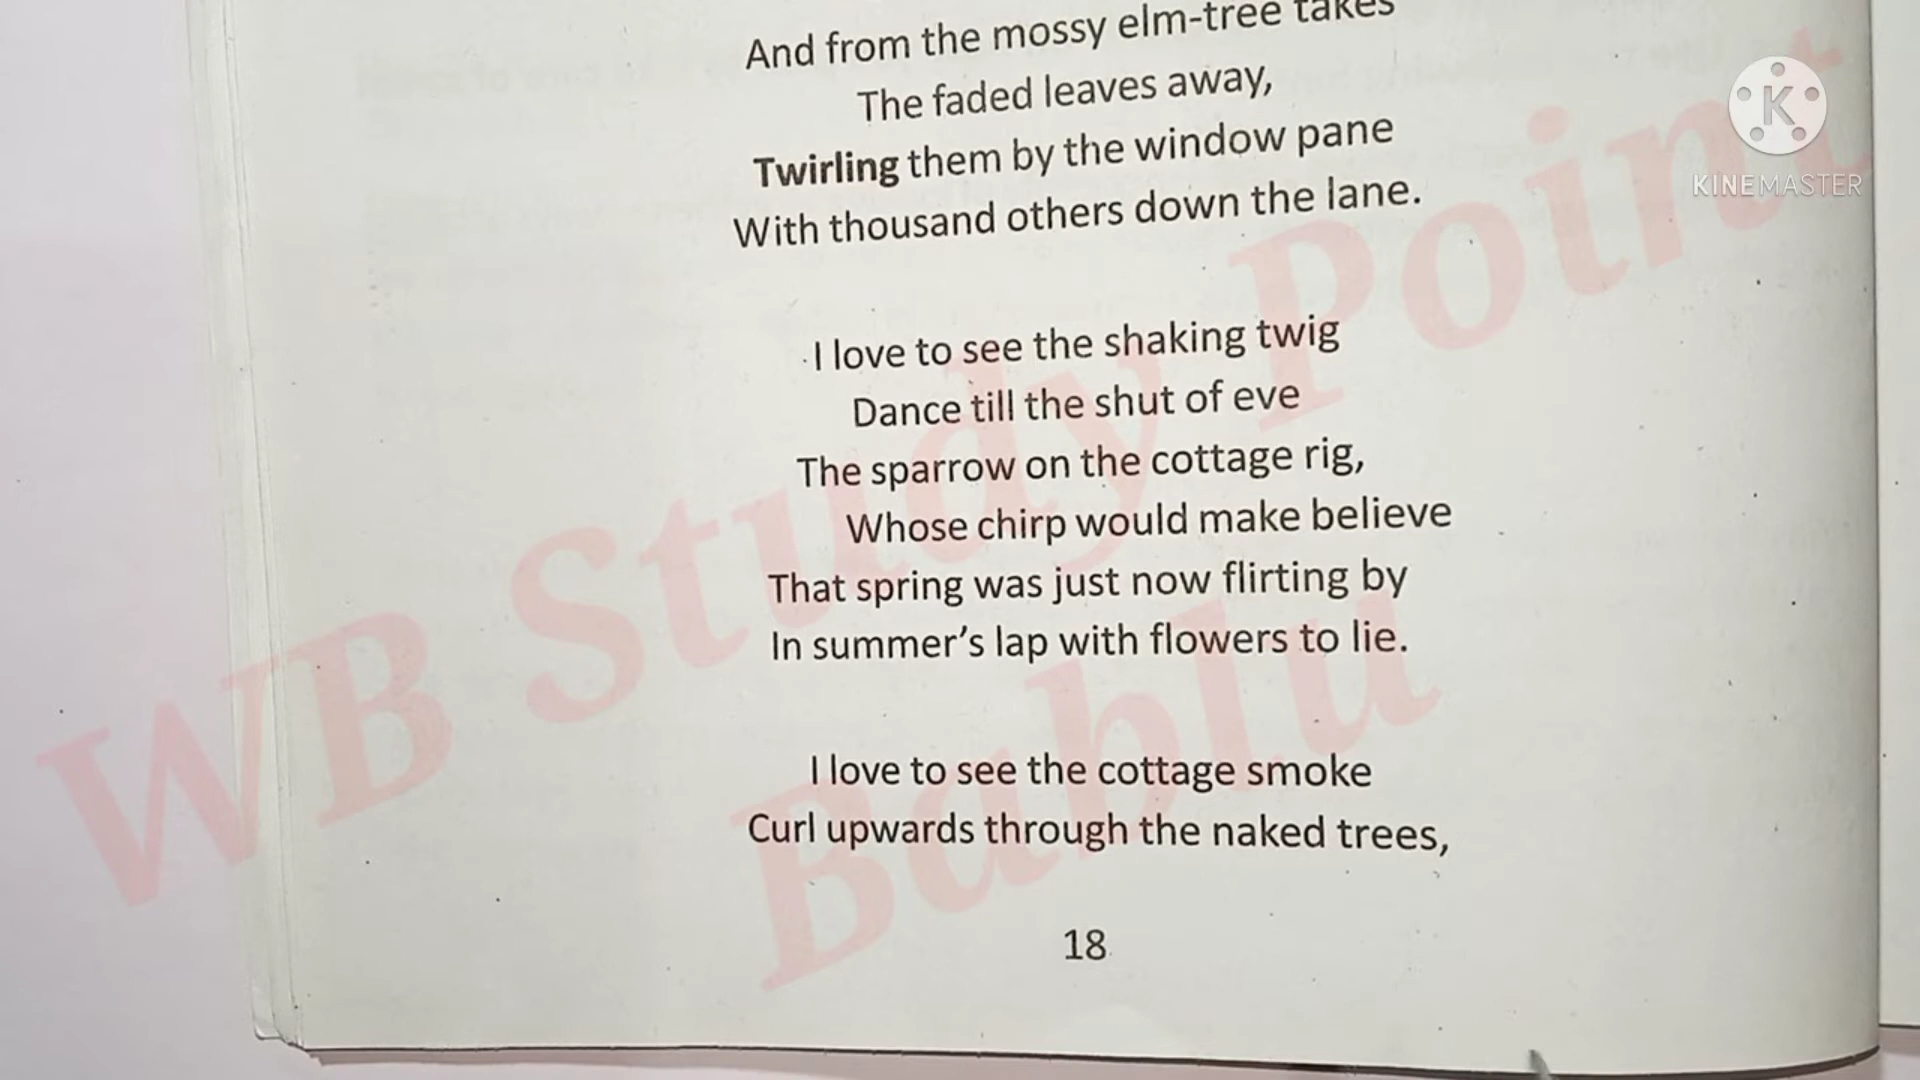 And from the mossy elm-tree takes
The faded leaves away,
Twirling them by the window pane
With thousand others down the lane.
I love to see the shaking twig
Dance till the shut of eve
The sparrow on the cottage rig,
Whose chirp would make believe
That spring was just now flirting by
In summer's lap with flowers to lie.
I love to see the cottage smoke
Curl upwards through the naked trees,
18
WB Study Point
Bablu
K
KINEMASTER